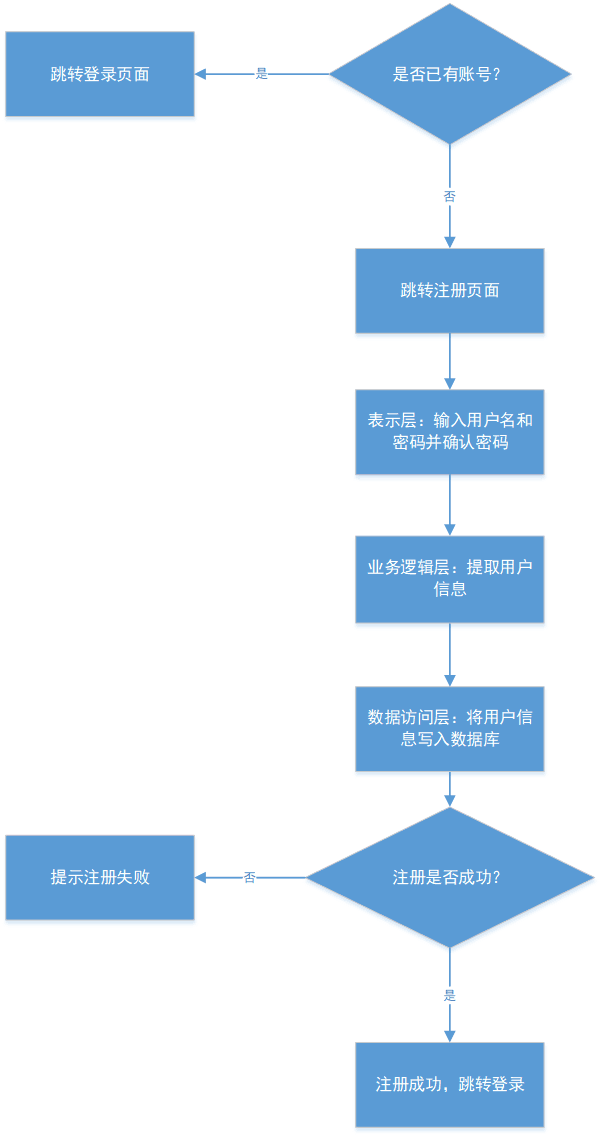 是否已有账号?
是
跳转登录页面
否
跳转注册页面
表示层：输入用户名和
密码并确认密码
业务逻辑层：提取用户
信息
数据访问层：将用户信
息写入数据库
注册是否成功?
否
提示注册失败
是
注册成功，跳转登录